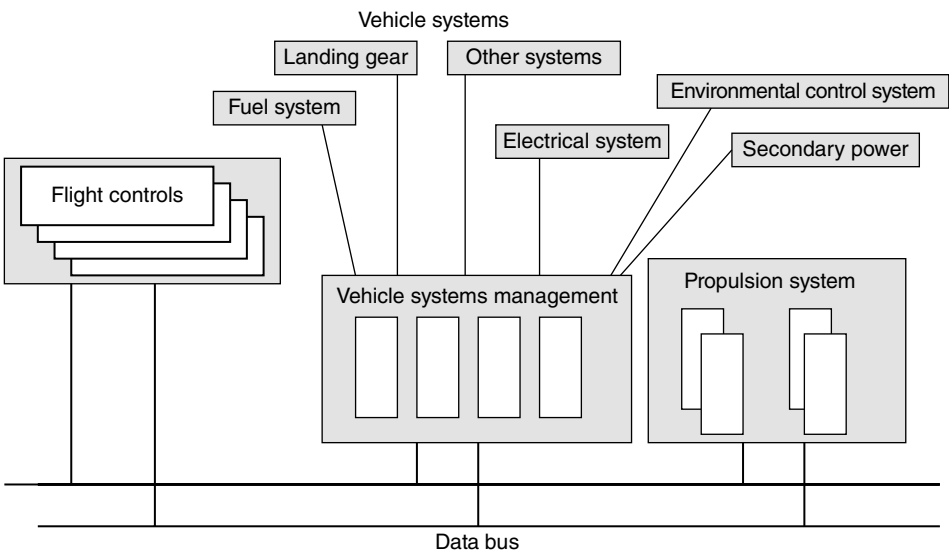 Vehicle systems
Landing gear
Other systems
Environmental control system
Fuel system
Electrical system
Secondary power
Flight controls
Vehicle systems management
Propulsion system
Data bus